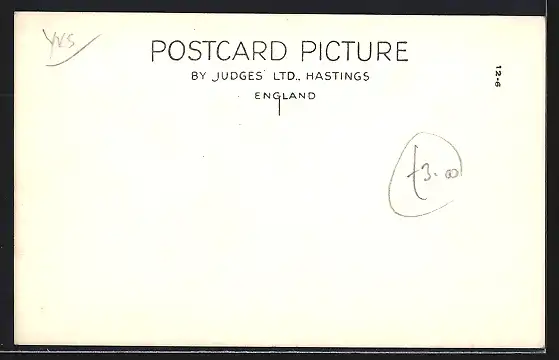 YKS
POSTCARD PICTURE
BY JUDGES' LTD., HASTINGS
ENGLAND
12-6
£3.00